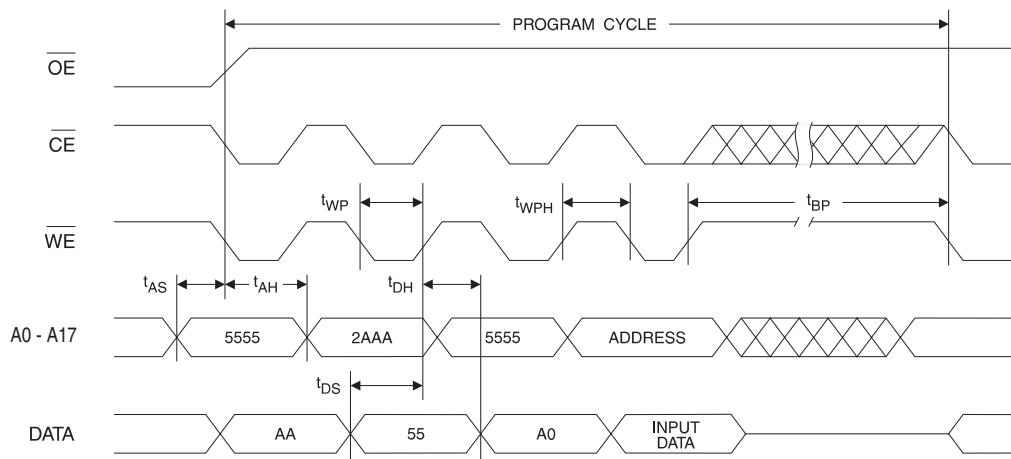 PROGRAM CYCLE
OE
CE
tWP
tWPH
tBP
WE
tAS
tAH
tDH
A0 - A17
5555
2AAA
5555
ADDRESS
tDS
DATA
AA
55
A0
INPUT
DATA